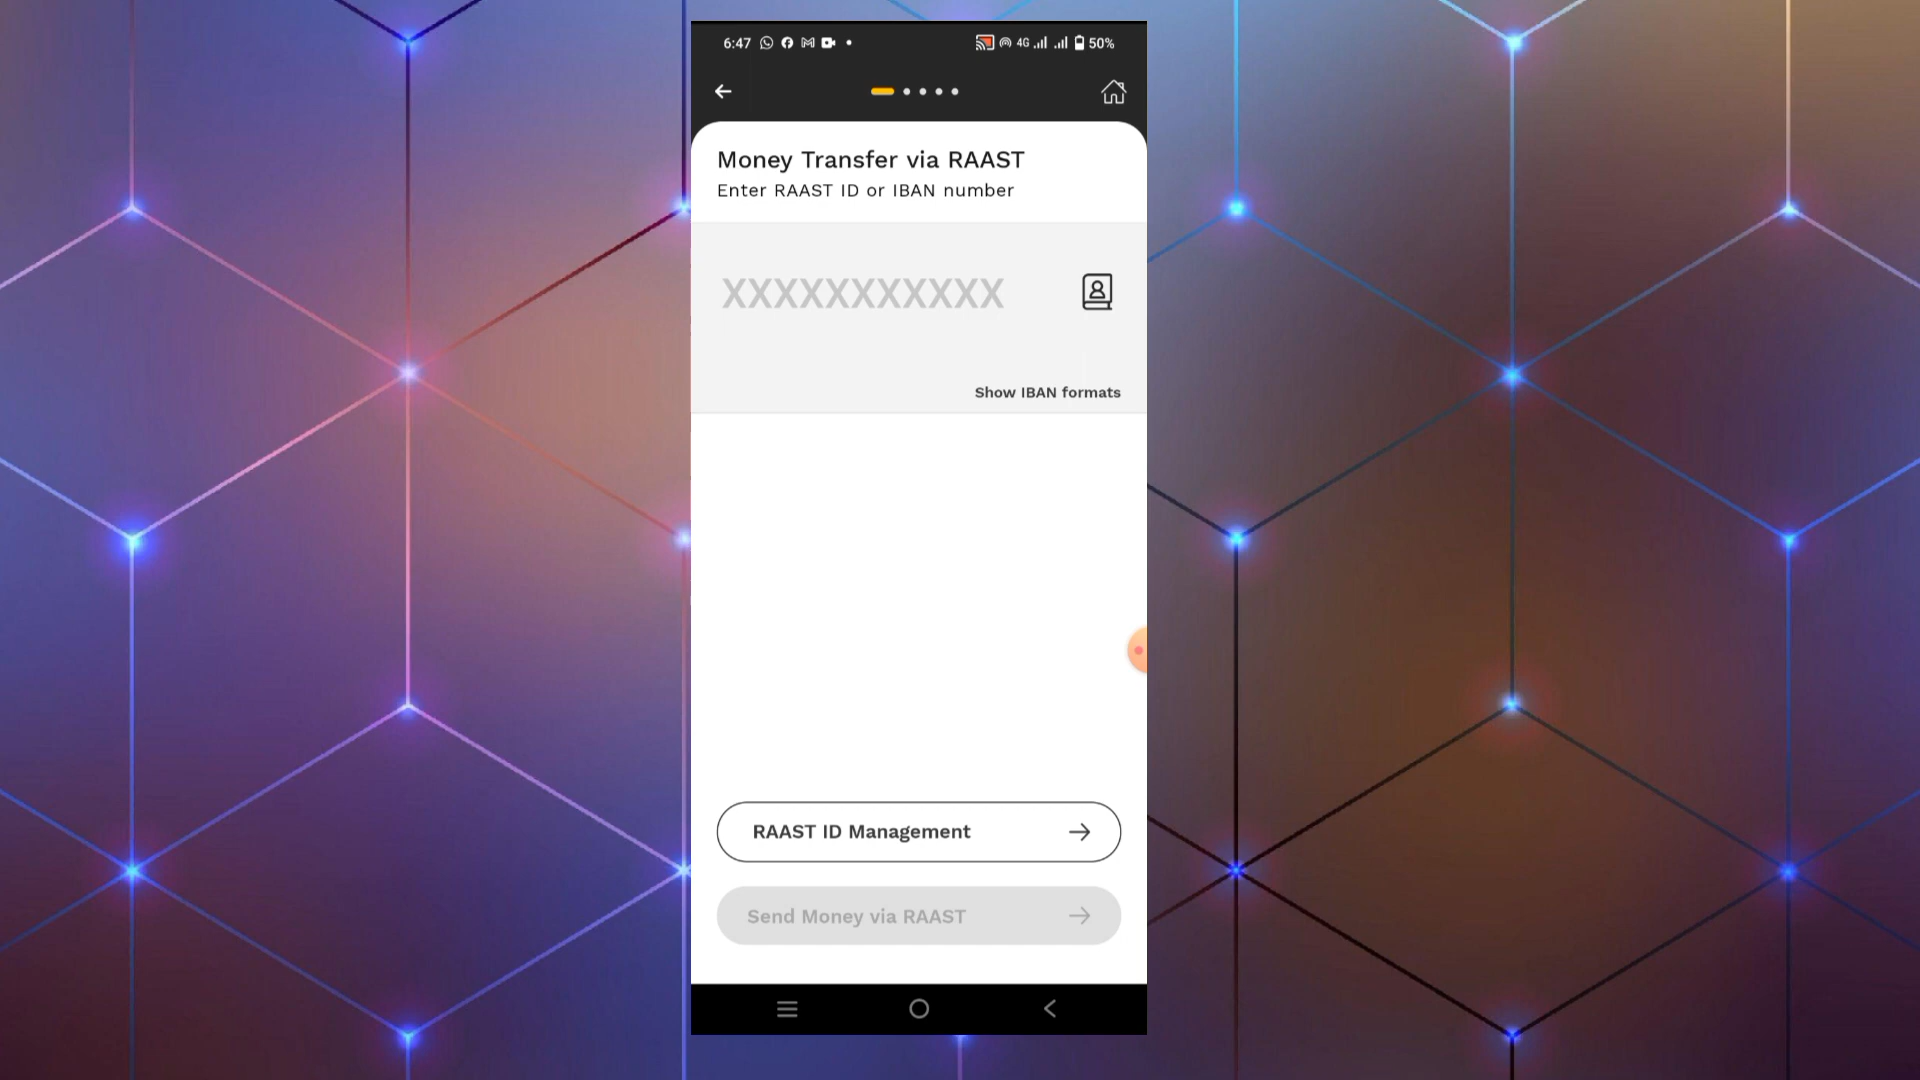 6:47 4G 50%
Money Transfer via RAAST
Enter RAAST ID or IBAN number
XXXXXXXXXXX
Show IBAN formats
RAAST ID Management
Send Money via RAAST